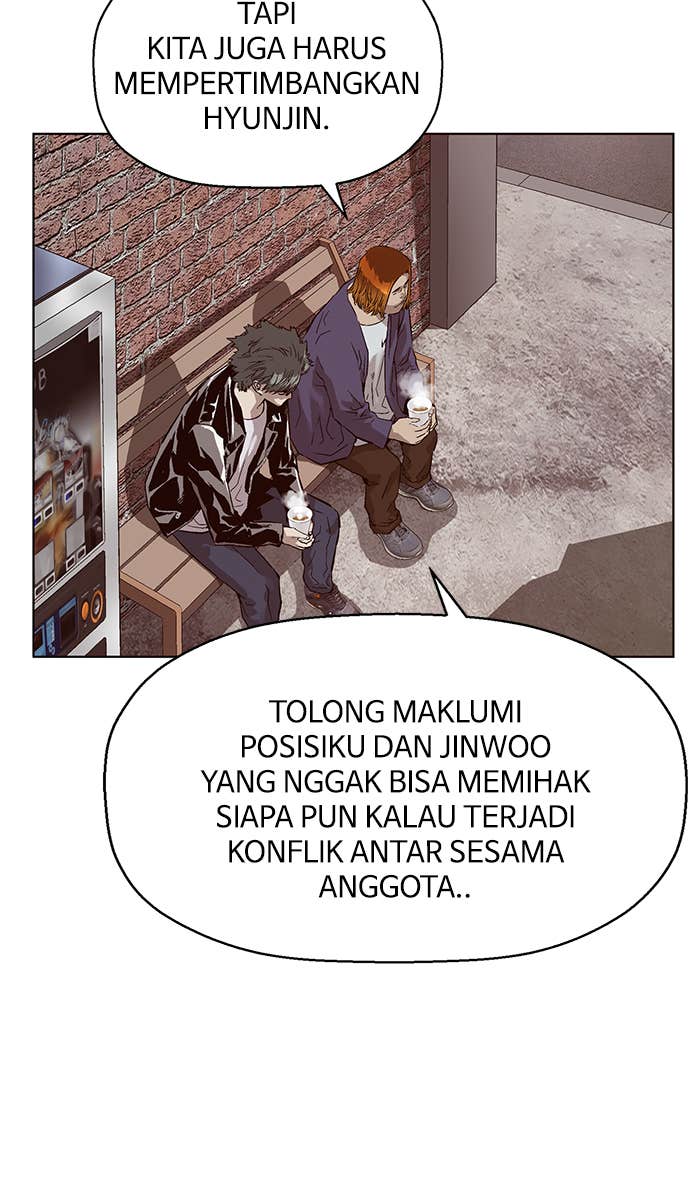 TAPI
KITA JUGA HARUS
MEMPERTIMBANGKAN
HYUNJIN.
TOLONG MAKLUMI
POSISIKU DAN JINWOO
YANG NGGAK BISA MEMIHAK
SIAPA PUN KALAU TERJADI
KONFLIK ANTAR SESAMA
ANGGOTA..